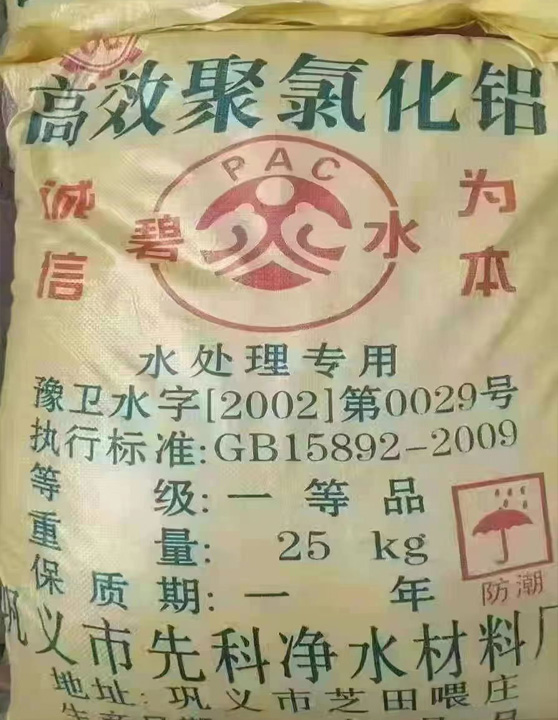 高效聚氯化铝
PAC
诚信
碧水
为本
水处理专用
豫卫水字[2002]第0029号
执行标准:GB15892-2009
等级:一等品
重量: 25 kg
保质期:一年
巩义市先科净水材料厂
地址:巩义市芝田喂庄
防潮